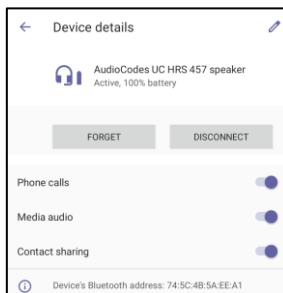 Device details
AudioCodes UC HRS 457 speaker
Active, 100% battery
FORGET
DISCONNECT
Phone calls
Media audio
Contact sharing
Device's Bluetooth address: 74:5C:4B:5A:EE:A1